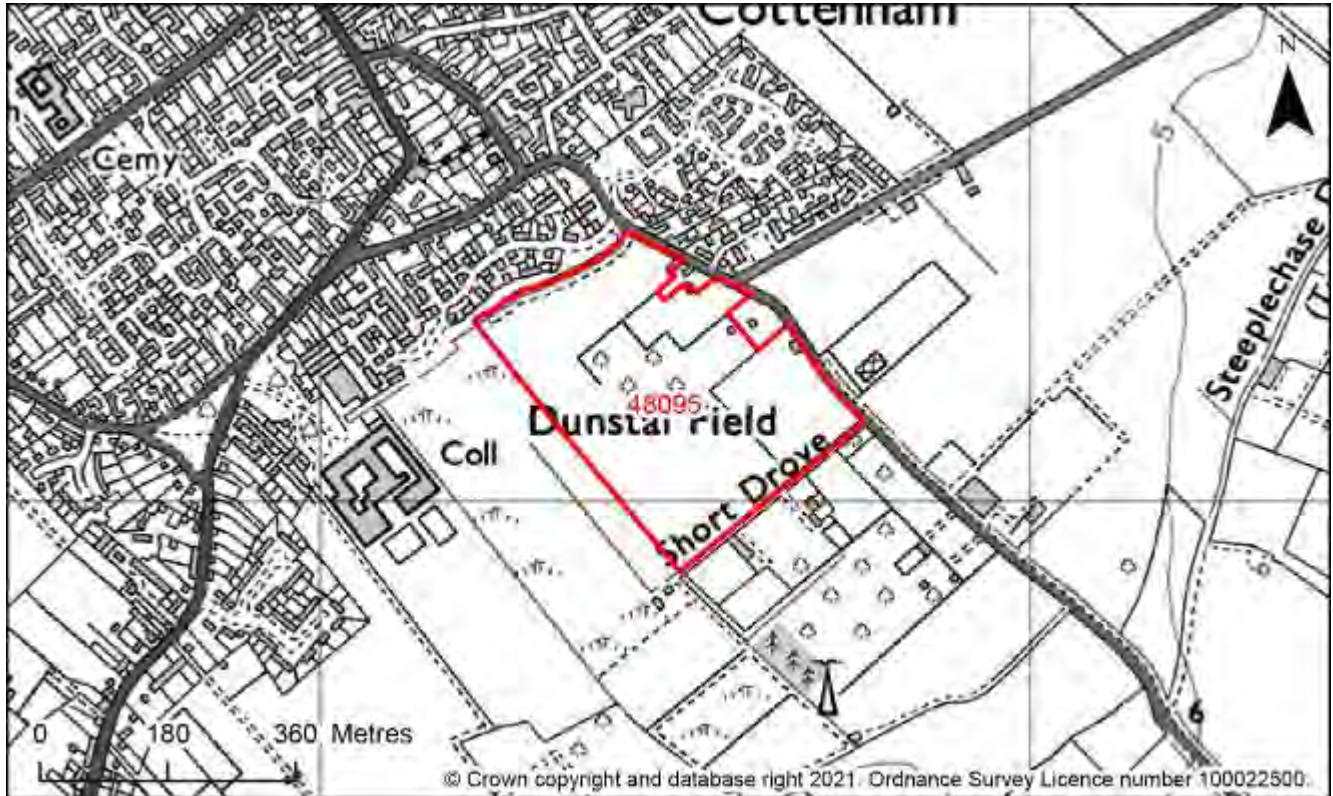 Cottenham
N
Cemy
5
Steeplechase
48095
Dunstal Field
Coll
Short Drove
6
0 180 360 Metres
© Crown copyright and database right 2021. Ordnance Survey Licence number 100022500.